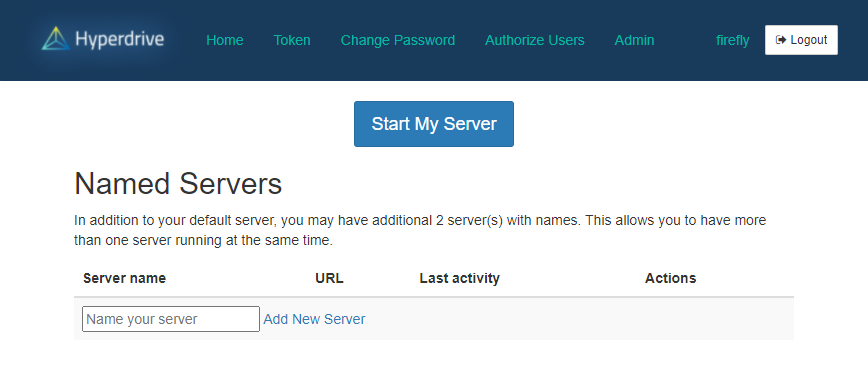 Hyperdrive Home Token Change Password Authorize Users Admin firefly Logout
Start My Server
Named Servers
In addition to your default server, you may have additional 2 server(s) with names. This allows you to have more
than one server running at the same time.
Server name URL Last activity Actions
Name your server Add New Server